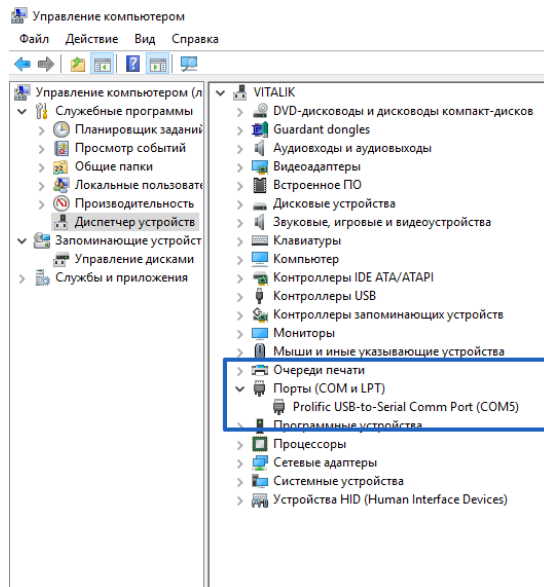 Управление компьютером
Файл Действие Вид Справка
Управление компьютером (л
Служебные программы
Планировщик заданий
Просмотр событий
Общие папки
Локальные пользовате
Производительность
Диспетчер устройств
Запоминающие устройст
Управление дисками
Службы и приложения
VITALIK
DVD-дисководы и дисководы компакт-дисков
Guardant dongles
Аудиовходы и аудиовыходы
Видеоадаптеры
Встроенное ПО
Дисковые устройства
Звуковые, игровые и видеоустройства
Клавиатуры
Компьютер
Контроллеры IDE ATA/ATAPI
Контроллеры USB
Контроллеры запоминающих устройств
Мониторы
Мыши и иные указывающие устройства
Очереди печати
Порты (COM и LPT)
Prolific USB-to-Serial Comm Port (COM5)
Программные устройства
Процессоры
Сетевые адаптеры
Системные устройства
Устройства HID (Human Interface Devices)